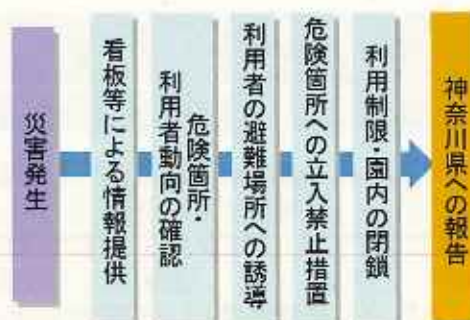 災害発生
看板等による情報提供
危険箇所・
利用者動向の確認
利用者の避難場所への誘導
危険箇所への立入禁止措置
利用制限・園内の閉鎖
神奈川県への報告